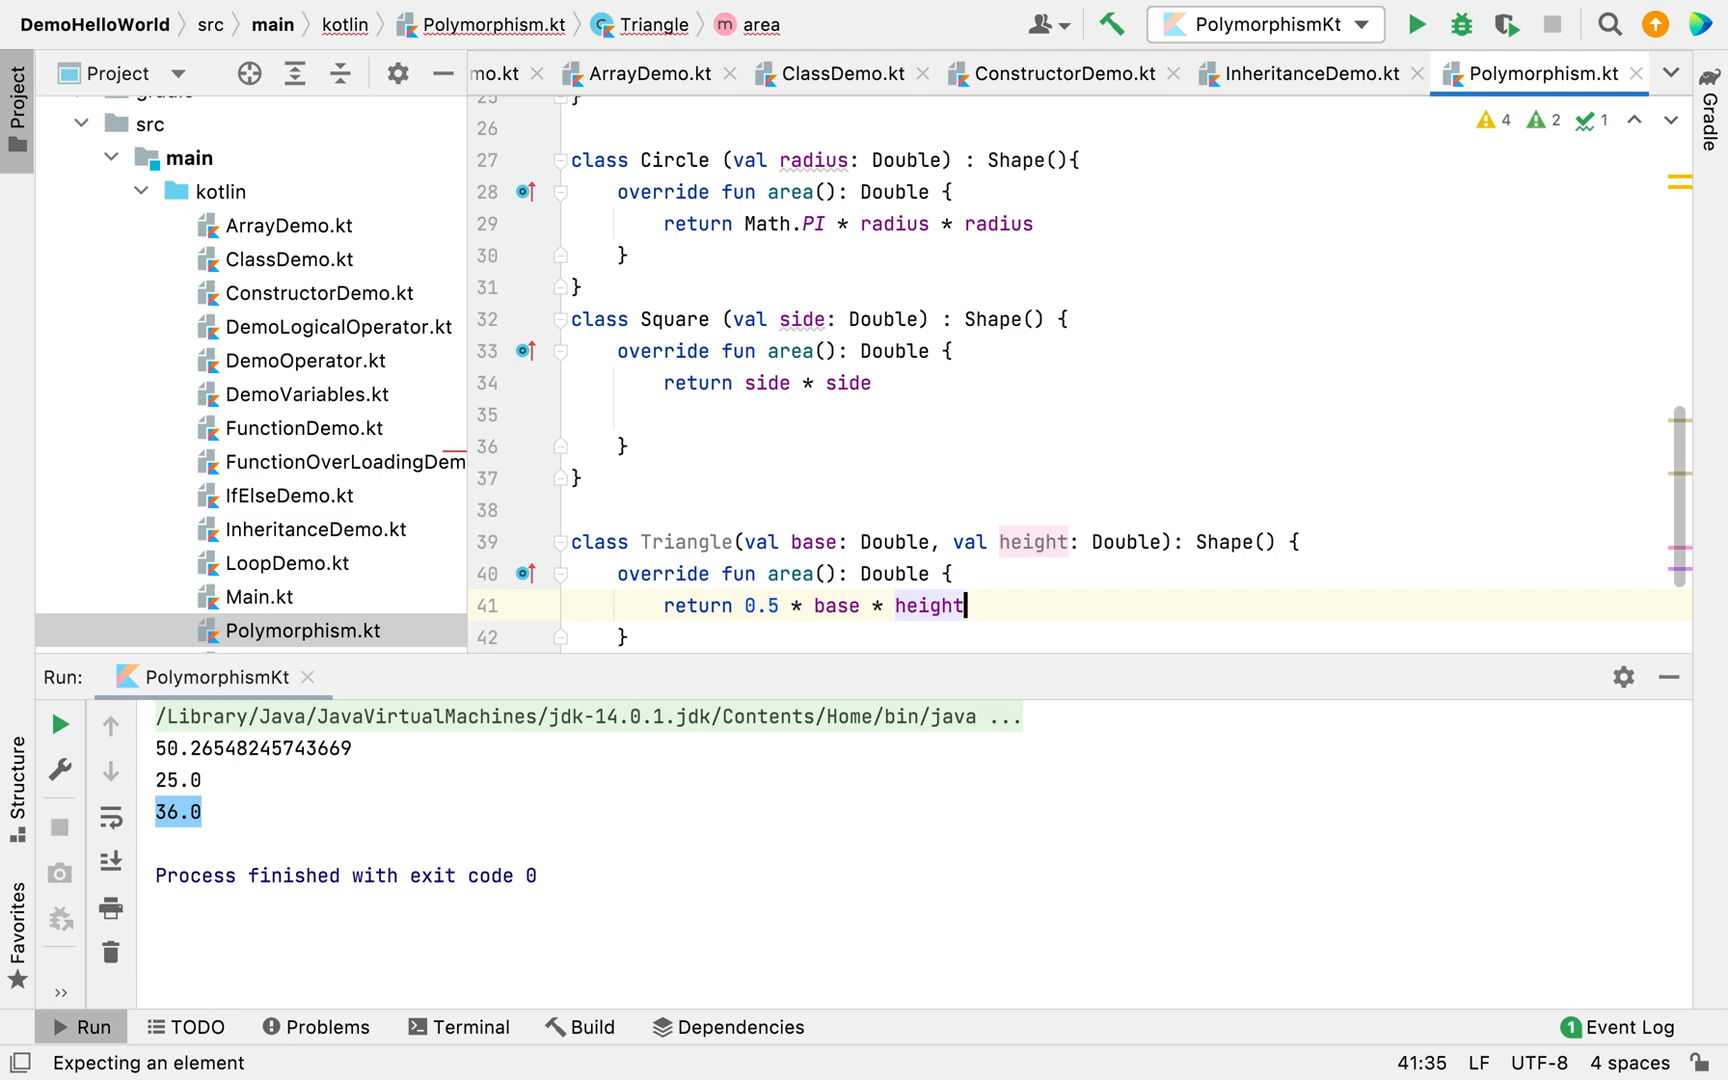 DemoHelloWorld src main kotlin Polymorphism.kt Triangle m area PolymorphismKt
Project
Project
mo.kt ArrayDemo.kt ClassDemo.kt ConstructorDemo.kt InheritanceDemo.kt Polymorphism.kt
Gradle
src
main
kotlin
ArrayDemo.kt
ClassDemo.kt
ConstructorDemo.kt
DemoLogicalOperator.kt
DemoOperator.kt
DemoVariables.kt
FunctionDemo.kt
FunctionOverLoadingDem
IfElseDemo.kt
InheritanceDemo.kt
LoopDemo.kt
Main.kt
Polymorphism.kt
4 2 1
25 }
26
27 class Circle (val radius: Double) : Shape(){
28 override fun area(): Double {
29 return Math.PI * radius * radius
30 }
31 }
32 class Square (val side: Double) : Shape() {
33 override fun area(): Double {
34 return side * side
35
36 }
37 }
38
39 class Triangle(val base: Double, val height: Double): Shape() {
40 override fun area(): Double {
41 return 0.5 * base * height
42 }
Run: PolymorphismKt
/Library/Java/JavaVirtualMachines/jdk-14.0.1.jdk/Contents/Home/bin/java ...
50.26548245743669
25.0
36.0
Process finished with exit code 0
Structure
Favorites
Run TODO Problems Terminal Build Dependencies 1 Event Log
Expecting an element 41:35 LF UTF-8 4 spaces